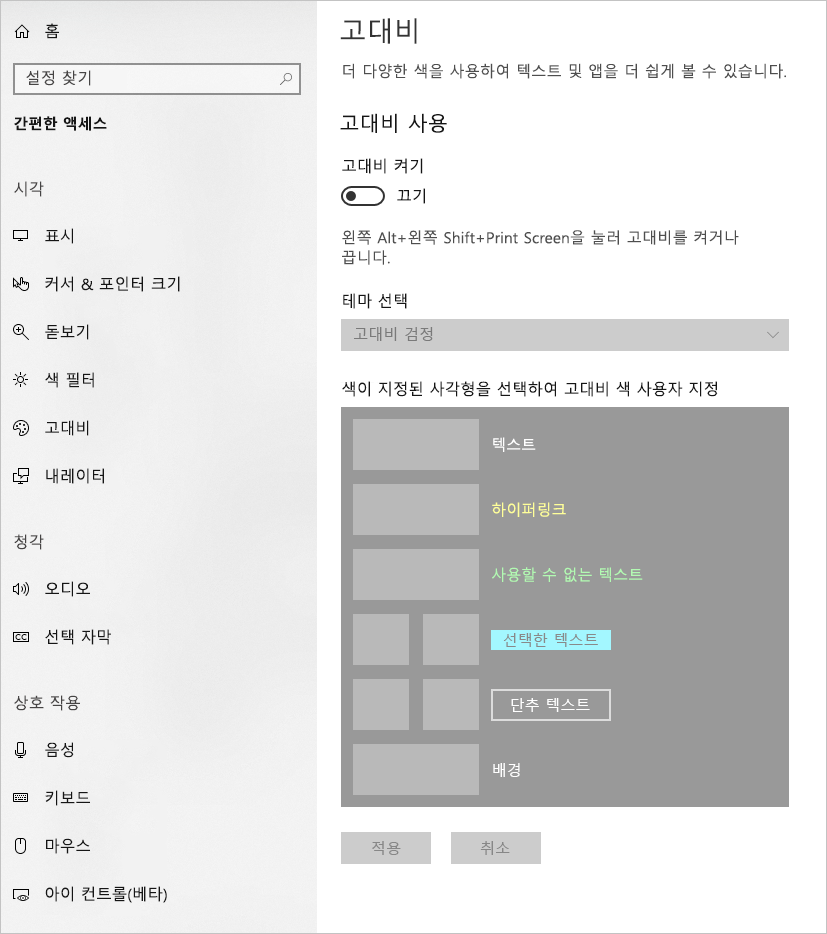 홈
설정 찾기
간편한 액세스
시각
표시
커서 & 포인터 크기
돋보기
색 필터
고대비
내레이터
청각
오디오
CC 선택 자막
상호 작용
음성
키보드
마우스
아이 컨트롤(베타)
고대비
더 다양한 색을 사용하여 텍스트 및 앱을 더 쉽게 볼 수 있습니다.
고대비 사용
고대비 켜기
끄기
왼쪽 Alt+왼쪽 Shift+Print Screen을 눌러 고대비를 켜거나
끕니다.
테마 선택
고대비 검정
색이 지정된 사각형을 선택하여 고대비 색 사용자 지정
텍스트
하이퍼링크
사용할 수 없는 텍스트
선택한 텍스트
단추 텍스트
배경
적용 취소